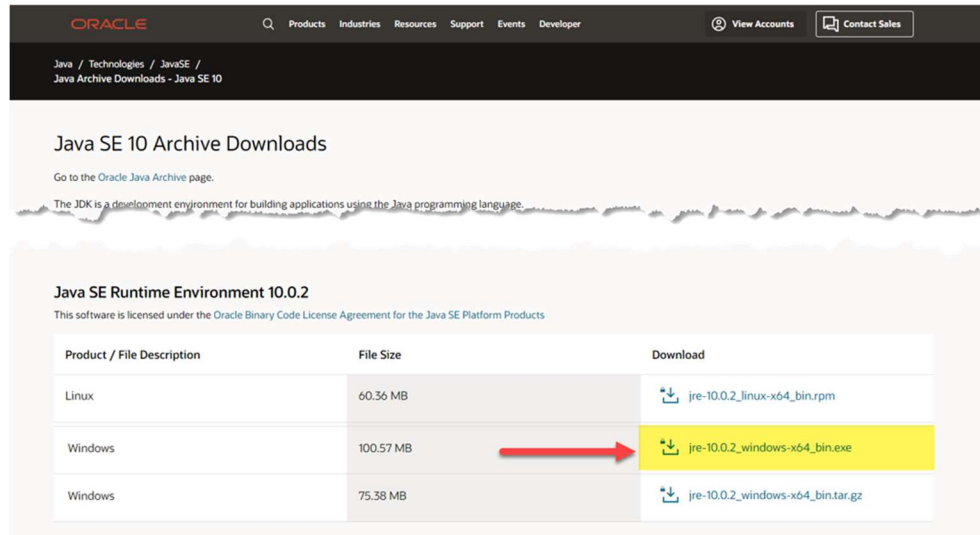 ORACLE
Products Industries Resources Support Events Developer
View Accounts
Contact Sales
Java / Technologies / JavaSE /
Java Archive Downloads - Java SE 10
Java SE 10 Archive Downloads
Go to the Oracle Java Archive page.
The JDK is a development environment for building applications using the Java programming language.
Java SE Runtime Environment 10.0.2
This software is licensed under the Oracle Binary Code License Agreement for the Java SE Platform Products
Product / File Description File Size Download
Linux 60.36 MB jre-10.0.2_linux-x64_bin.rpm
Windows 100.57 MB jre-10.0.2_windows-x64_bin.exe
Windows 75.38 MB jre-10.0.2_windows-x64_bin.tar.gz